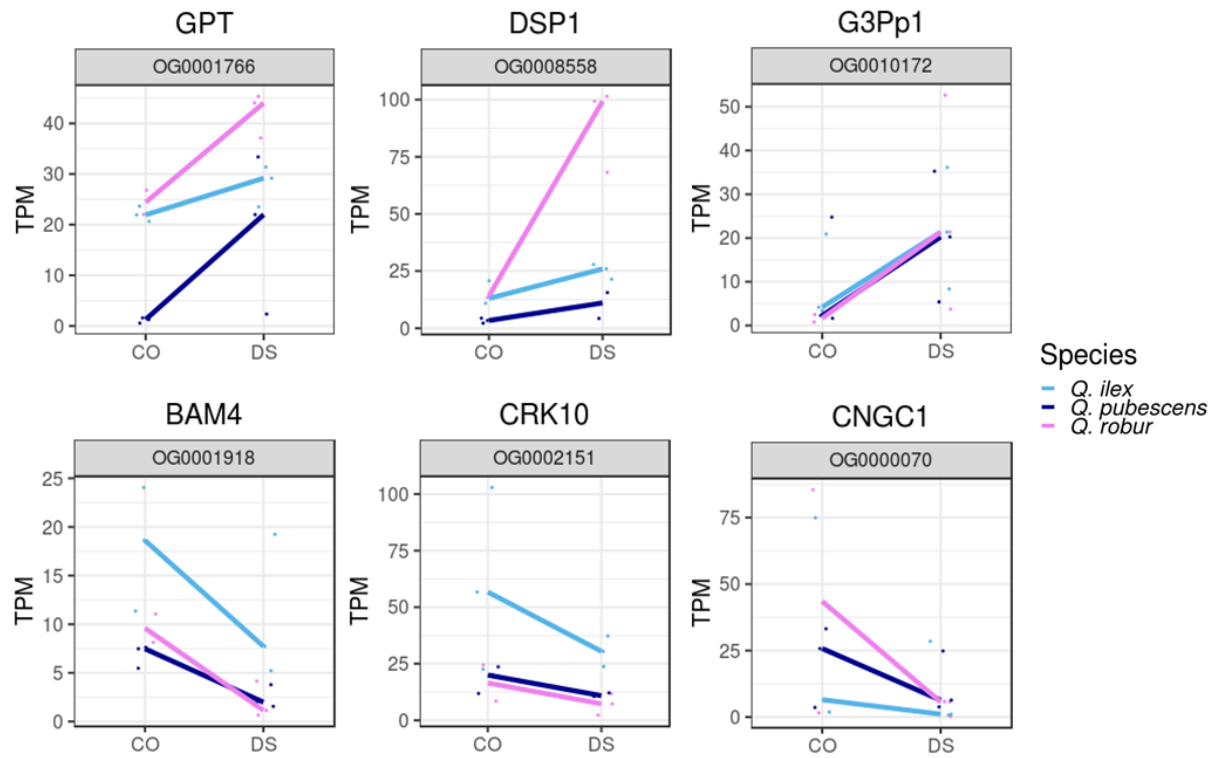 GPT
OG0001766
TPM
40
30
20
10
0
CO DS
DSP1
OG0008558
TPM
100
75
50
25
0
CO DS
G3Pp1
OG0010172
TPM
50
40
30
20
10
0
CO DS
BAM4
OG0001918
TPM
25
20
15
10
5
0
CO DS
CRK10
OG0002151
TPM
100
75
50
25
0
CO DS
CNGC1
OG0000070
TPM
75
50
25
0
CO DS
Species
Q. ilex
Q. pubescens
Q. robur